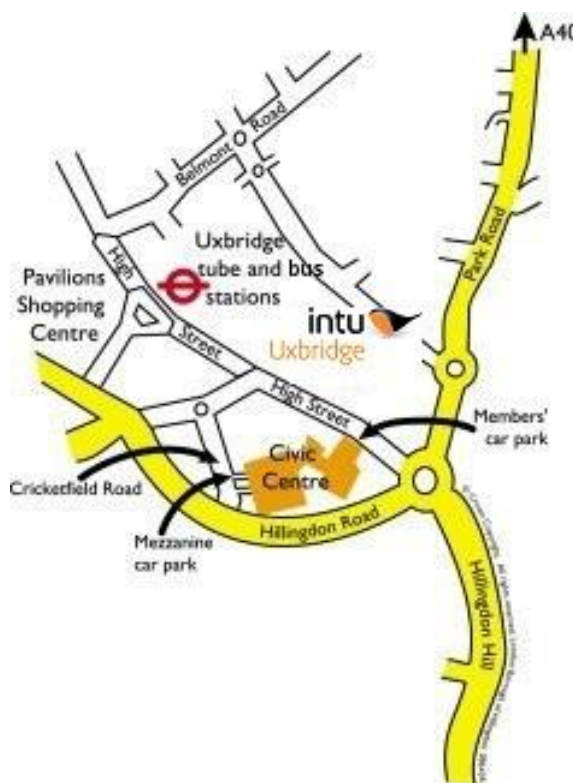 A40
Belmont Road
High Street
Uxbridge
tube and bus
stations
Pavilions
Shopping
Centre
Park Road
intu
Uxbridge
High Street
Members'
car park
Civic
Centre
Cricketfield Road
Mezzanine
car park
Hillingdon Road
Hillingdon Hill